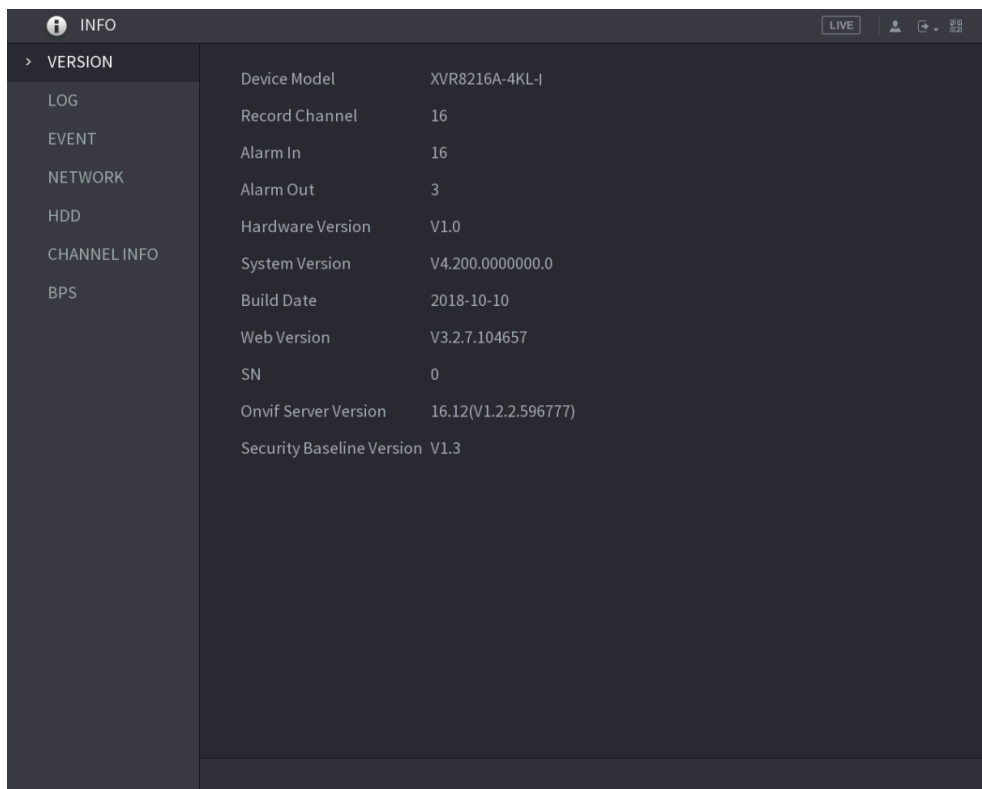 INFO LIVE
VERSION
LOG
EVENT
NETWORK
HDD
CHANNEL INFO
BPS
Device Model XVR8216A-4KL-I
Record Channel 16
Alarm In 16
Alarm Out 3
Hardware Version V1.0
System Version V4.200.0000000.0
Build Date 2018-10-10
Web Version V3.2.7.104657
SN 0
Onvif Server Version 16.12(V1.2.2.596777)
Security Baseline Version V1.3